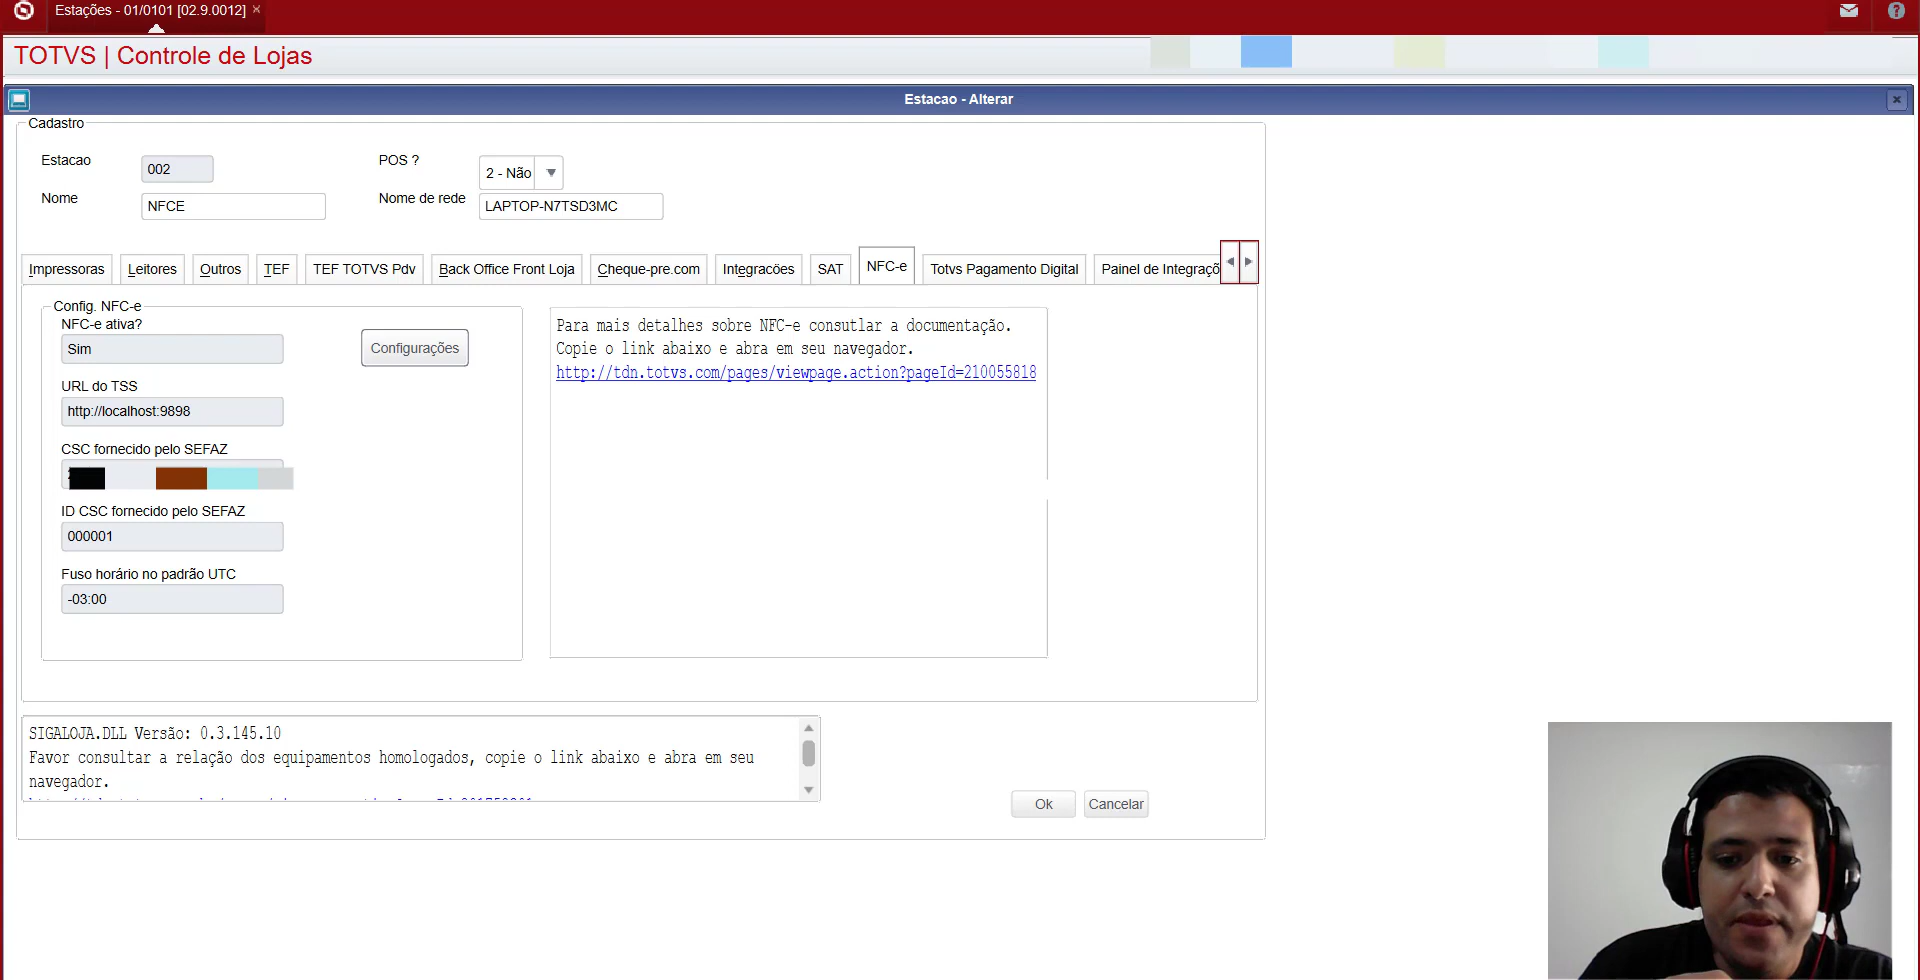 Estações - 01/0101 [02.9.0012] ×
TOTVS | Controle de Lojas
Estacao - Alterar
Cadastro
Estacao
002
POS ?
2 - Não
Nome
NFCE
Nome de rede
LAPTOP-N7TSD3MC
Impressoras
Leitores
Outros
TEF
TEF TOTVS Pdv
Back Office Front Loja
Cheque-pre.com
Integracöes
SAT
NFC-e
Totvs Pagamento Digital
Painel de Integraçõ
Config. NFC-e
NFC-e ativa?
Sim
Configurações
URL do TSS
http://localhost:9898
CSC fornecido pelo SEFAZ
ID CSC fornecido pelo SEFAZ
000001
Fuso horário no padrão UTC
-03:00
Para mais detalhes sobre NFC-e consutlar a documentação.
Copie o link abaixo e abra em seu navegador.
http://tdn.totvs.com/pages/viewpage.action?pageId=210055818
SIGALOJA.DLL Versão: 0.3.145.10
Favor consultar a relação dos equipamentos homologados, copie o link abaixo e abra em seu
navegador.
Ok
Cancelar